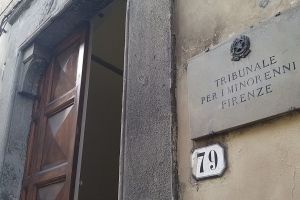 TRIBUNALE
PER I MINORENNI
FIRENZE
79